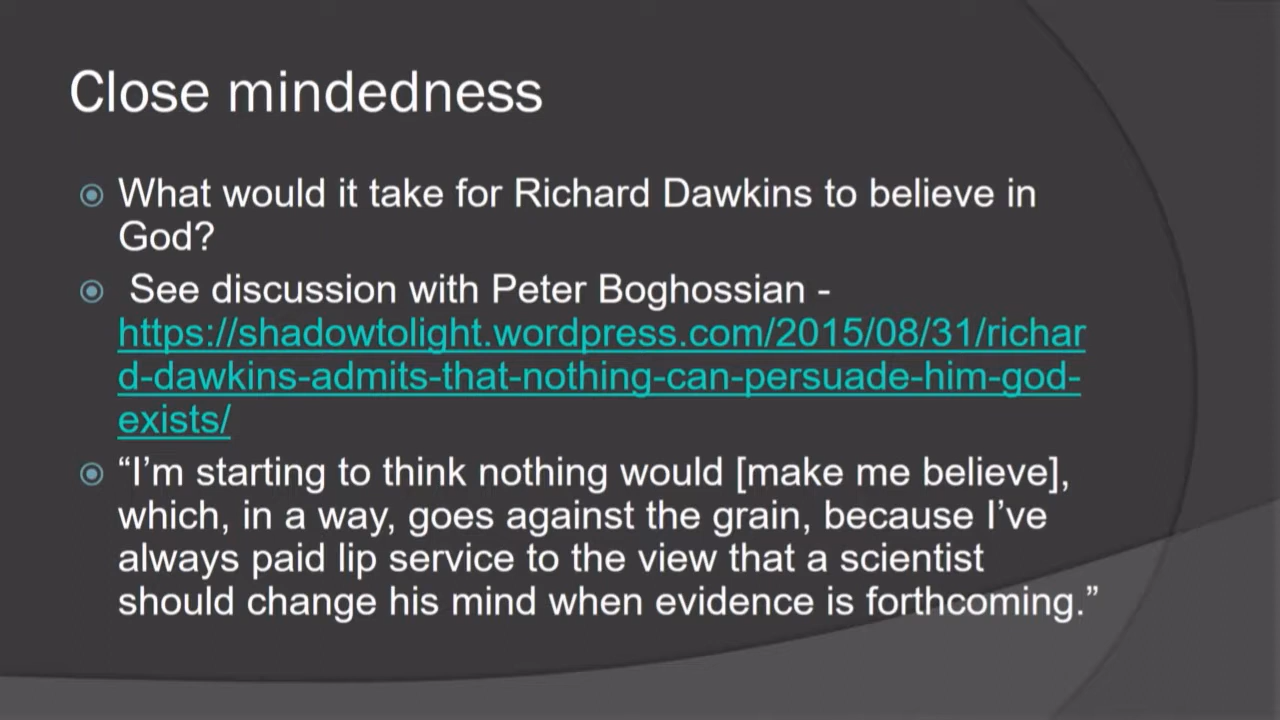 Close mindedness
What would it take for Richard Dawkins to believe in
God?
See discussion with Peter Boghossian -
https://shadowtolight.wordpress.com/2015/08/31/richar
d-dawkins-admits-that-nothing-can-persuade-him-god-
exists/
“I’m starting to think nothing would [make me believe],
which, in a way, goes against the grain, because I’ve
always paid lip service to the view that a scientist
should change his mind when evidence is forthcoming.”